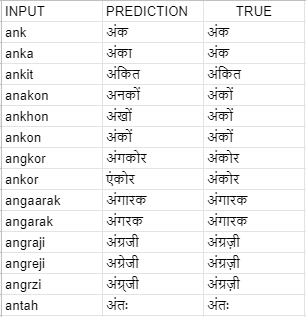 INPUT PREDICTION TRUE
ank अंक अंक
anka अंका अंक
ankit अंकित अंकित
anakon अनकों अंकों
ankhon अंखों अंकों
ankon अंकों अंकों
angkor अंगकोर अंकोर
ankor एंकोर अंकोर
angaarak अंगारक अंगारक
angarak अंगरक अंगारक
angraji अंग्रजी अंग्रज़ी
angreji अग्रेजी अंग्रज़ी
angrzi अंग्र्जी अंग्रज़ी
antah अंतः अंतः